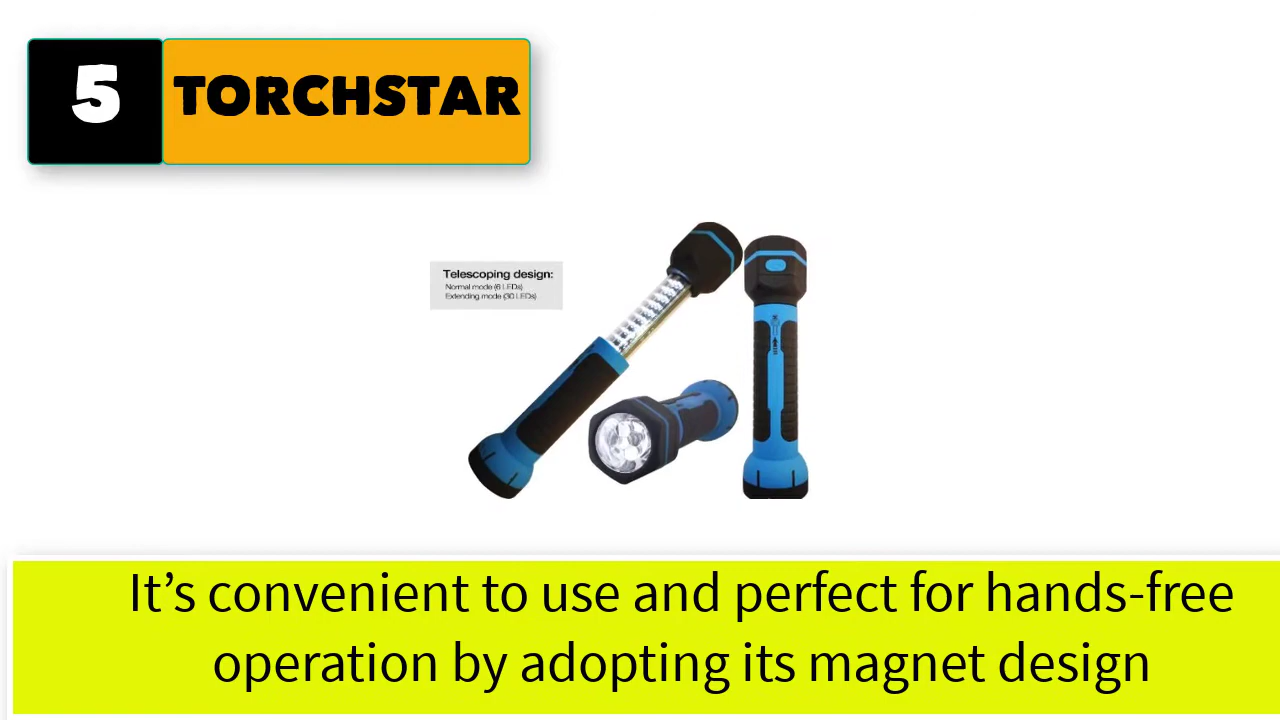 5 TORCHSTAR
Telescoping design:
Normal mode (6 LEDs)
Extending mode (30 LEDs)
It’s convenient to use and perfect for hands-free
operation by adopting its magnet design